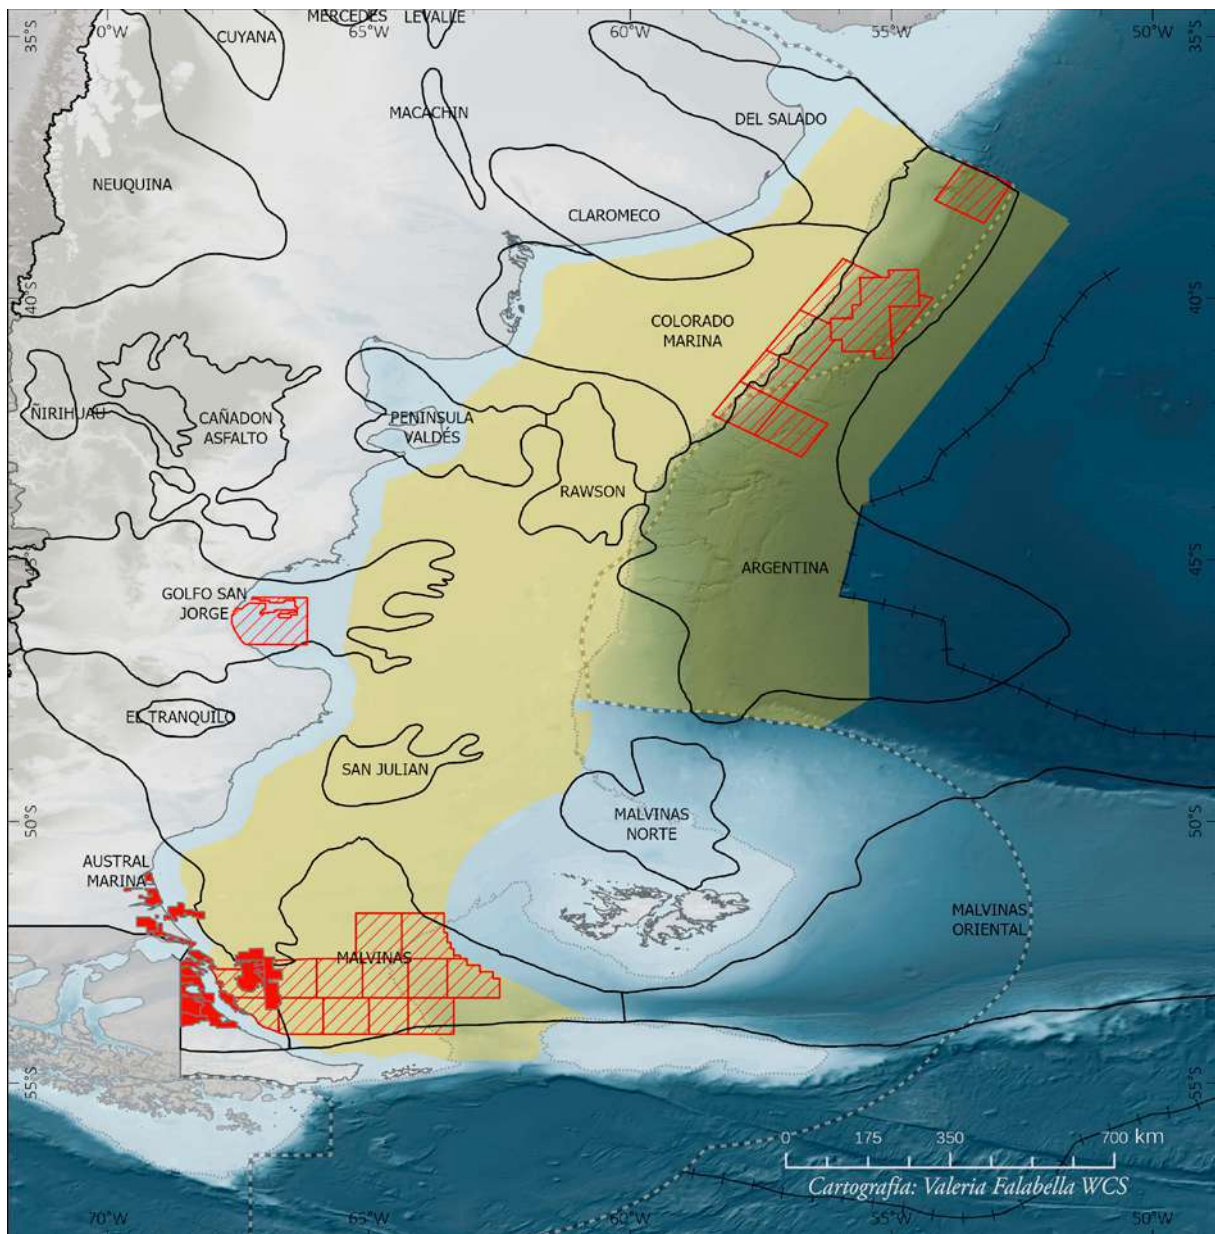 MERCEDES
LEVALLE
70°W
65°W
60°W
55°W
50°W
35°S
35°S
CUYANA
MACACHIN
DEL SALADO
NEUQUINA
CLAROMECO
40°S
40°S
COLORADO
MARINA
ÑIRIHUAU
CAÑADON
ASFALTO
PENINSULA
VALDÉS
RAWSON
45°S
45°S
ARGENTINA
GOLFO SAN
JORGE
EL TRANQUILO
SAN JULIAN
MALVINAS
NORTE
50°S
50°S
AUSTRAL
MARINA
MALVINAS
ORIENTAL
MALVINAS
55°S
55°S
0 175 350 700 km
Cartografía: Valeria Falabella WCS
70°W
65°W
60°W
55°W
50°W